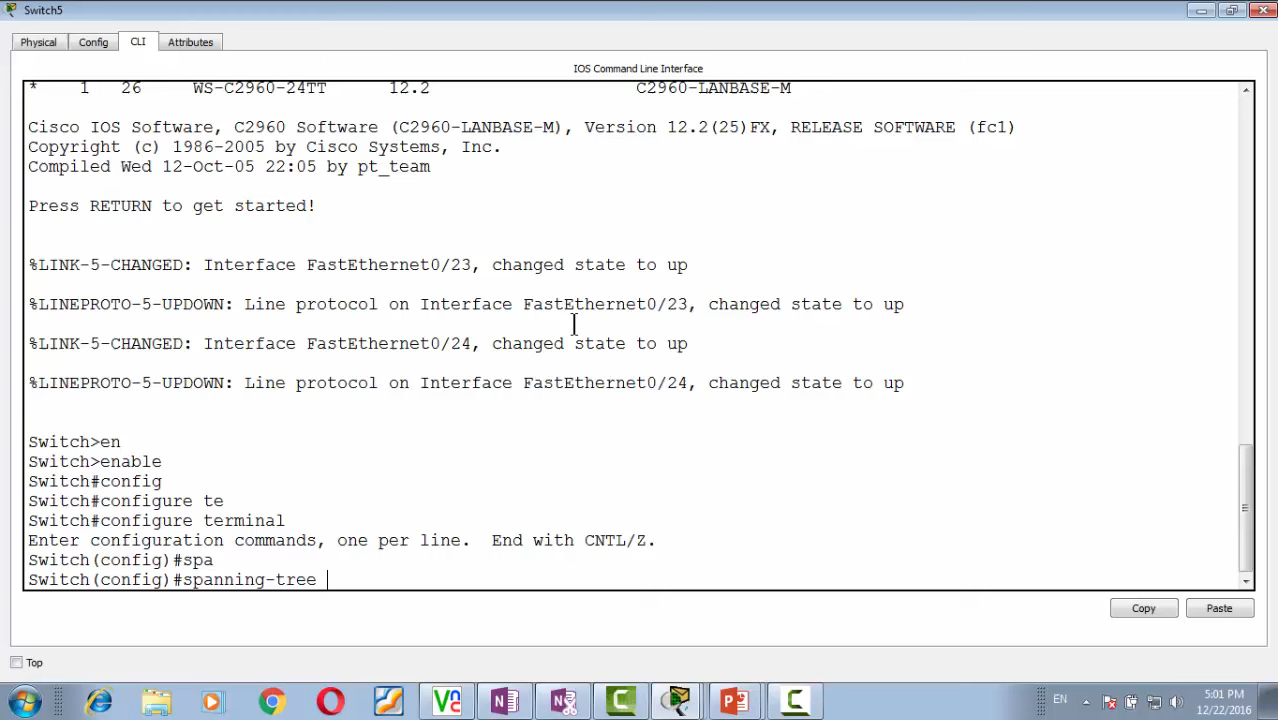 Switch5
Physical Config CLI Attributes
IOS Command Line Interface
* 1 26 WS-C2960-24TT 12.2 C2960-LANBASE-M
Cisco IOS Software, C2960 Software (C2960-LANBASE-M), Version 12.2(25)FX, RELEASE SOFTWARE (fc1)
Copyright (c) 1986-2005 by Cisco Systems, Inc.
Compiled Wed 12-Oct-05 22:05 by pt_team
Press RETURN to get started!
%LINK-5-CHANGED: Interface FastEthernet0/23, changed state to up
%LINEPROTO-5-UPDOWN: Line protocol on Interface FastEthernet0/23, changed state to up
%LINK-5-CHANGED: Interface FastEthernet0/24, changed state to up
%LINEPROTO-5-UPDOWN: Line protocol on Interface FastEthernet0/24, changed state to up
Switch>en
Switch>enable
Switch#config
Switch#configure te
Switch#configure terminal
Enter configuration commands, one per line. End with CNTL/Z.
Switch(config)#spa
Switch(config)#spanning-tree
Copy Paste
Top
EN
5:01 PM
12/22/2016